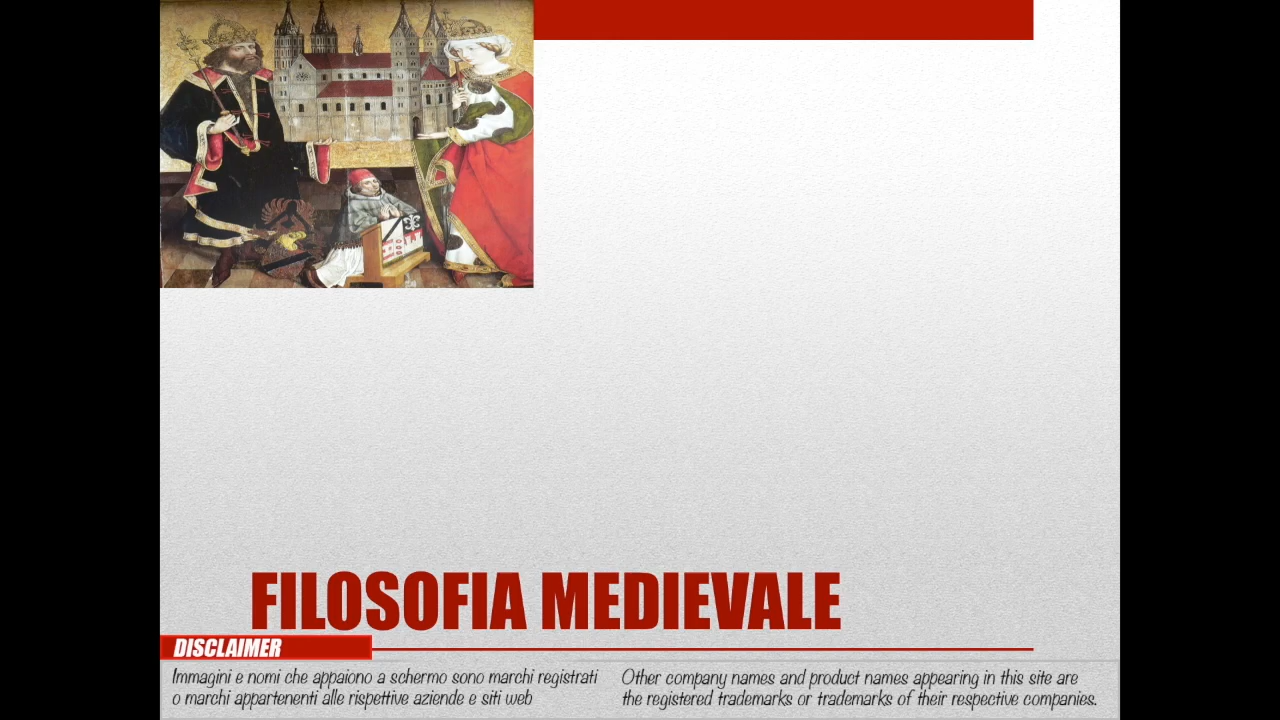 FILOSOFIA MEDIEVALE
DISCLAIMER
Immagini e nomi che appaiono a schermo sono marchi registrati
o marchi appartenenti alle rispettive aziende e siti web
Other company names and product names appearing in this site are
the registered trademarks or trademarks of their respective companies.